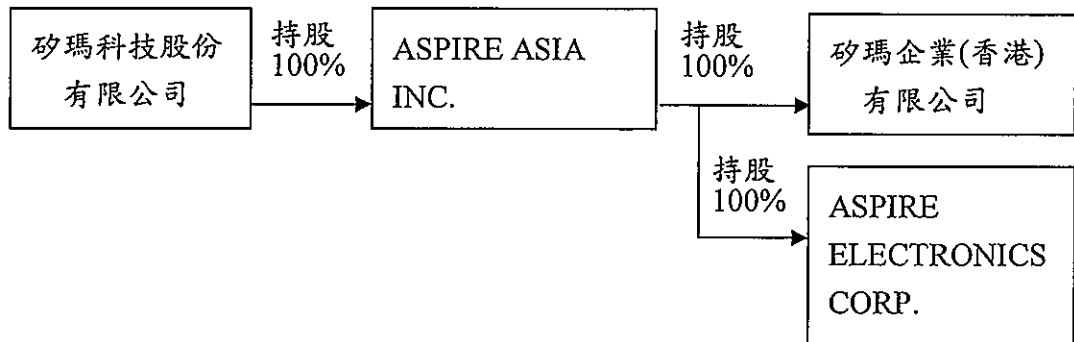 矽瑪科技股份
有限公司
持股
100%
ASPIRE ASIA
INC.
持股
100%
矽瑪企業(香港)
有限公司
持股
100%
ASPIRE
ELECTRONICS
CORP.